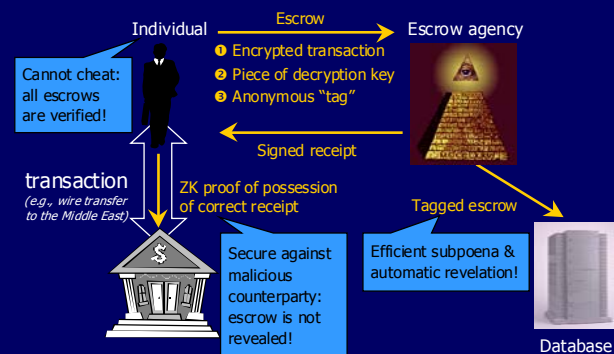 Individual
Escrow
Escrow agency
❶ Encrypted transaction
❷ Piece of decryption key
❸ Anonymous “tag”
Cannot cheat:
all escrows
are verified!
Signed receipt
transaction
(e.g., wire transfer
to the Middle East)
ZK proof of possession
of correct receipt
Tagged escrow
Secure against
malicious
counterparty:
escrow is not
revealed!
Efficient subpoena &
automatic revelation!
$
Database